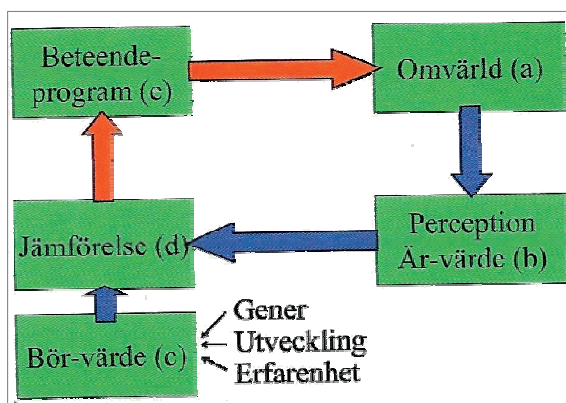 Beteende-
program (e)
Omvärld (a)
Perception
Är-värde (b)
Jämförelse (d)
Bör-värde (c)
Gener
Utveckling
Erfarenhet